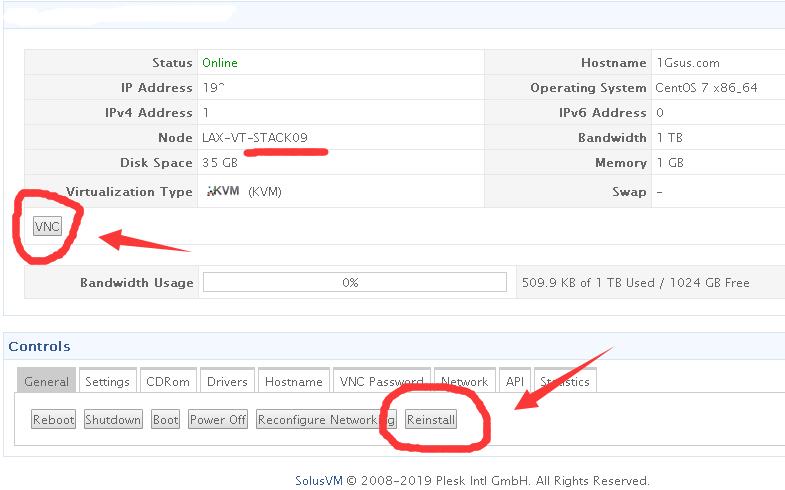 Status Online Hostname 1Gsus.com
IP Address 19^ Operating System CentOS 7 x86_64
IPv4 Address 1 IPv6 Address 0
Node LAX-VT-STACK09 Bandwidth 1 TB
Disk Space 35 GB Memory 1 GB
Virtualization Type KVM (KVM) Swap -
VNC
Bandwidth Usage 0% 509.9 KB of 1 TB Used / 1024 GB Free
Controls
General Settings CDRom Drivers Hostname VNC Password Network API Statistics
Reboot Shutdown Boot Power Off Reconfigure Networking Reinstall
SolusVM © 2008-2019 Plesk Intl GmbH. All Rights Reserved.